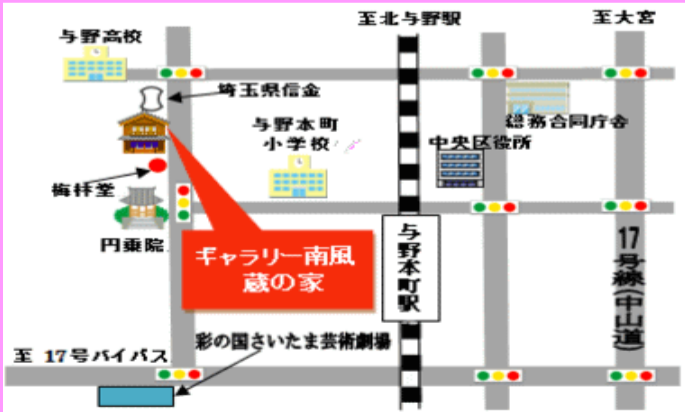 至北与野駅
至大宮
与野高校
埼玉県信金
与野本町
小学校
総務合同庁舎
中央区役所
梅林堂
円乗院
ギャラリー南風
蔵の家
与野本町駅
17号線(中山道)
彩の国さいたま芸術劇場
至 17号バイパス